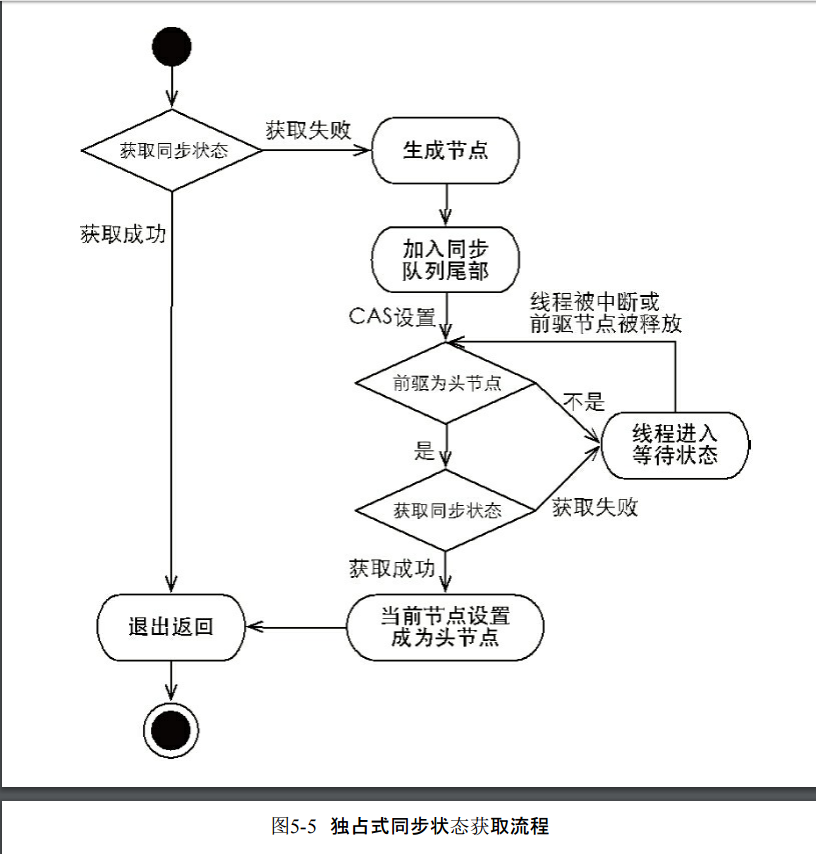 获取同步状态
获取失败
生成节点
获取成功
加入同步
队列尾部
CAS设置
线程被中断或
前驱节点被释放
前驱为头节点
不是
线程进入
等待状态
是
获取同步状态
获取失败
获取成功
退出返回
当前节点设置
成为头节点
图5-5 独占式同步状态获取流程